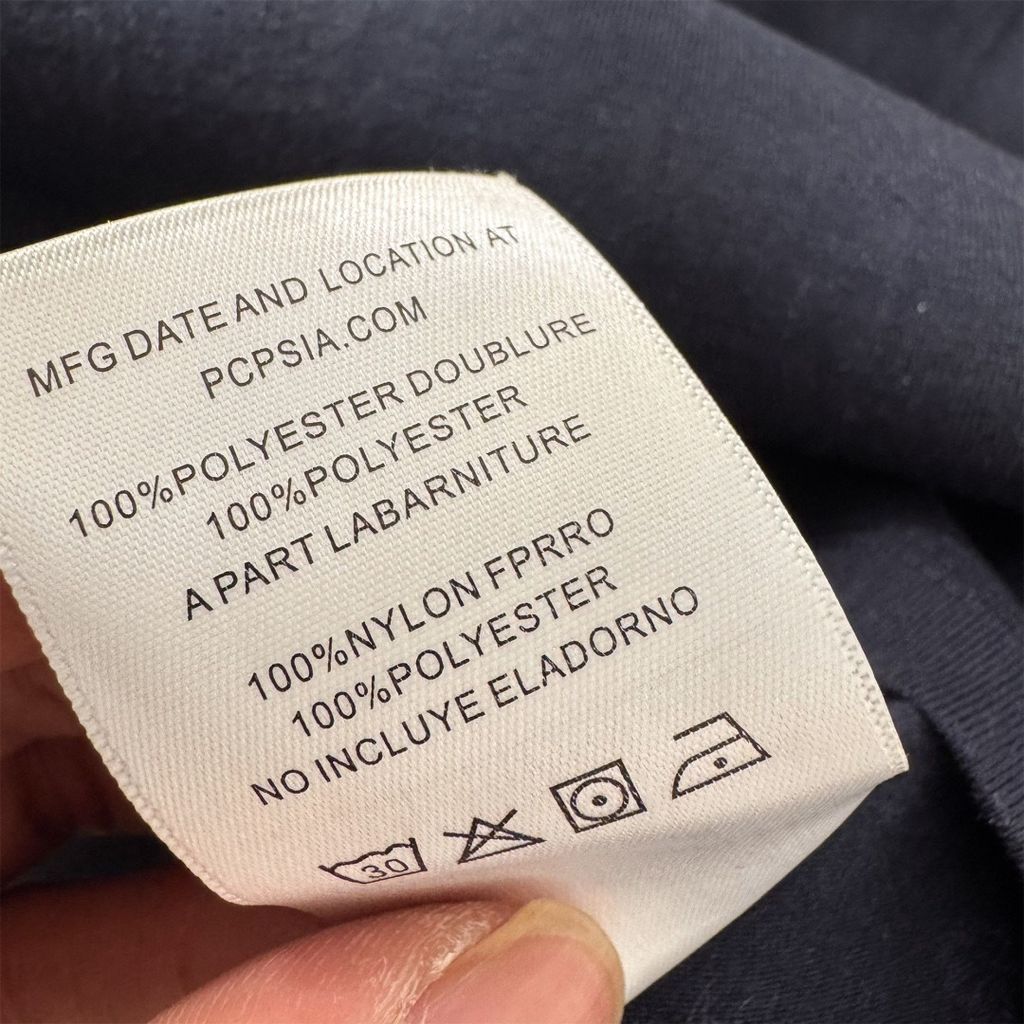 MFG DATE AND LOCATION AT
PCPSIA.COM
100%POLYESTER DOUBLURE
100%POLYESTER
A PART LABARNITURE
100%NYLON FPRRO
100%POLYESTER
NO INCLUYE ELADORNO
30